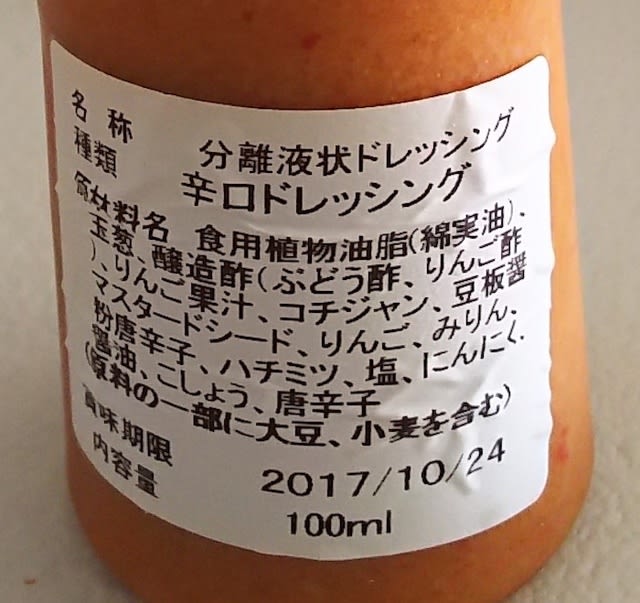 名称 分離液状ドレッシング
種類 辛口ドレッシング
原材料名 食用植物油脂(綿実油)、
玉葱、醸造酢(ぶどう酢、りんご酢
)、りんご果汁、コチジャン、豆板醤
マスタードシード、りんご、みりん、
粉唐辛子、ハチミツ、塩、にんにく、
醤油、こしょう、唐辛子
(原料の一部に大豆、小麦を含む)
賞味期限 2017/10/24
内容量 100ml